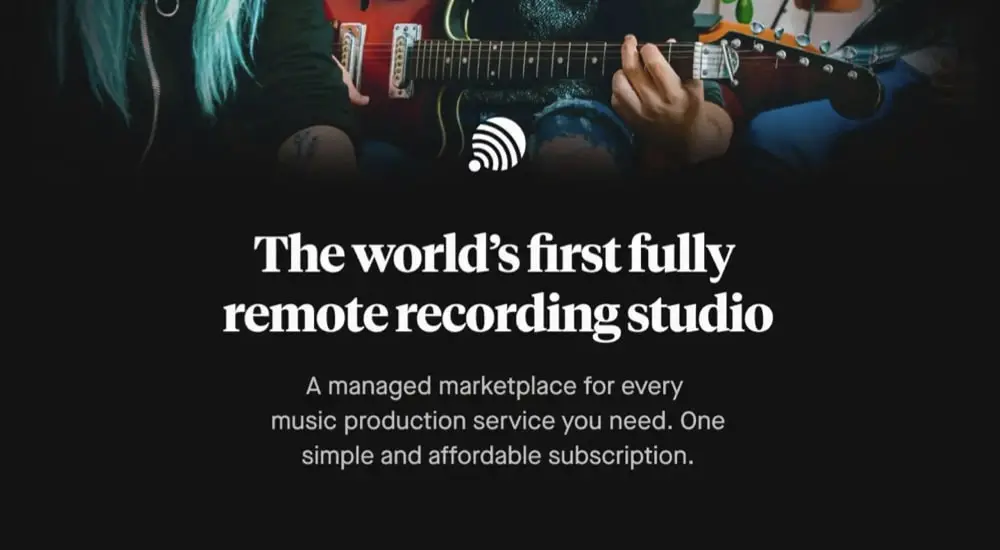 The world’s first fully
remote recording studio
A managed marketplace for every
music production service you need. One
simple and affordable subscription.